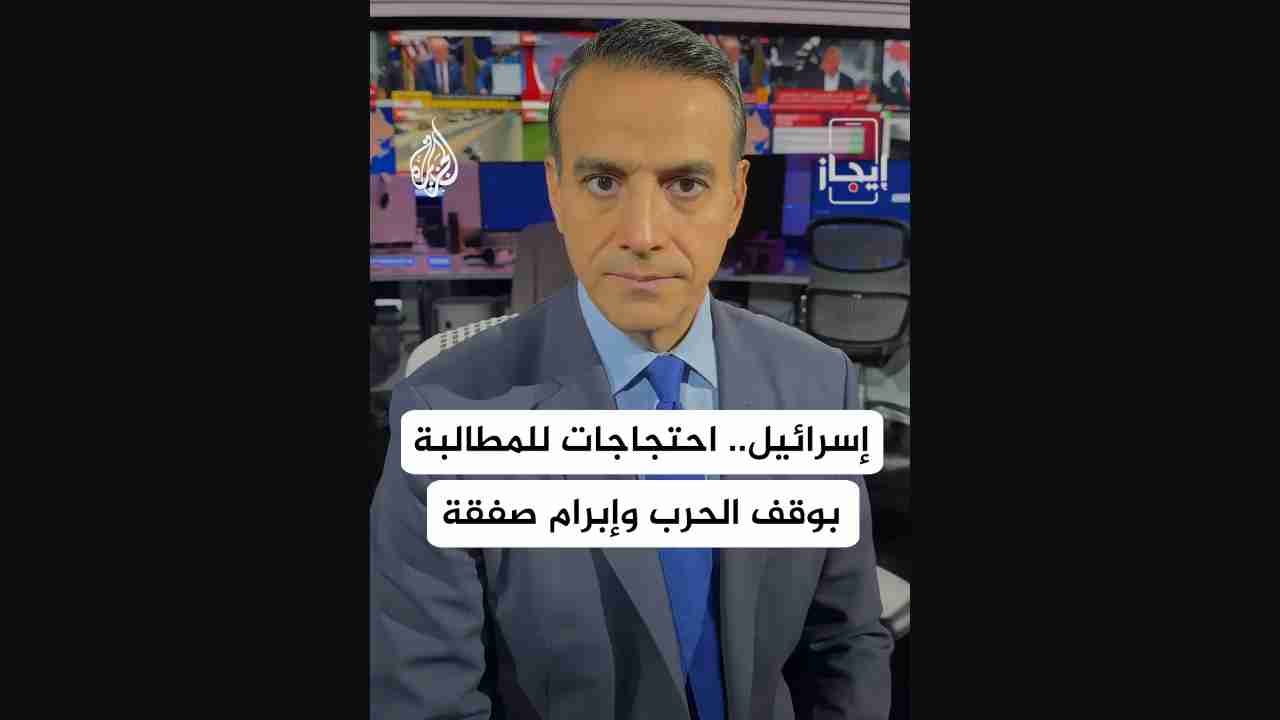 الجزيرة
إيجاز
إسرائيل.. احتجاجات للمطالبة
بوقف الحرب وإبرام صفقة